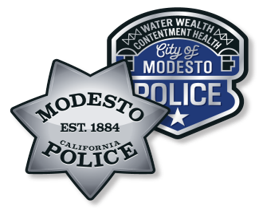 WATER WEALTH
CONTENTMENT HEALTH
City of
MODESTO
POLICE
MODESTO
EST. 1884
CALIFORNIA
POLICE